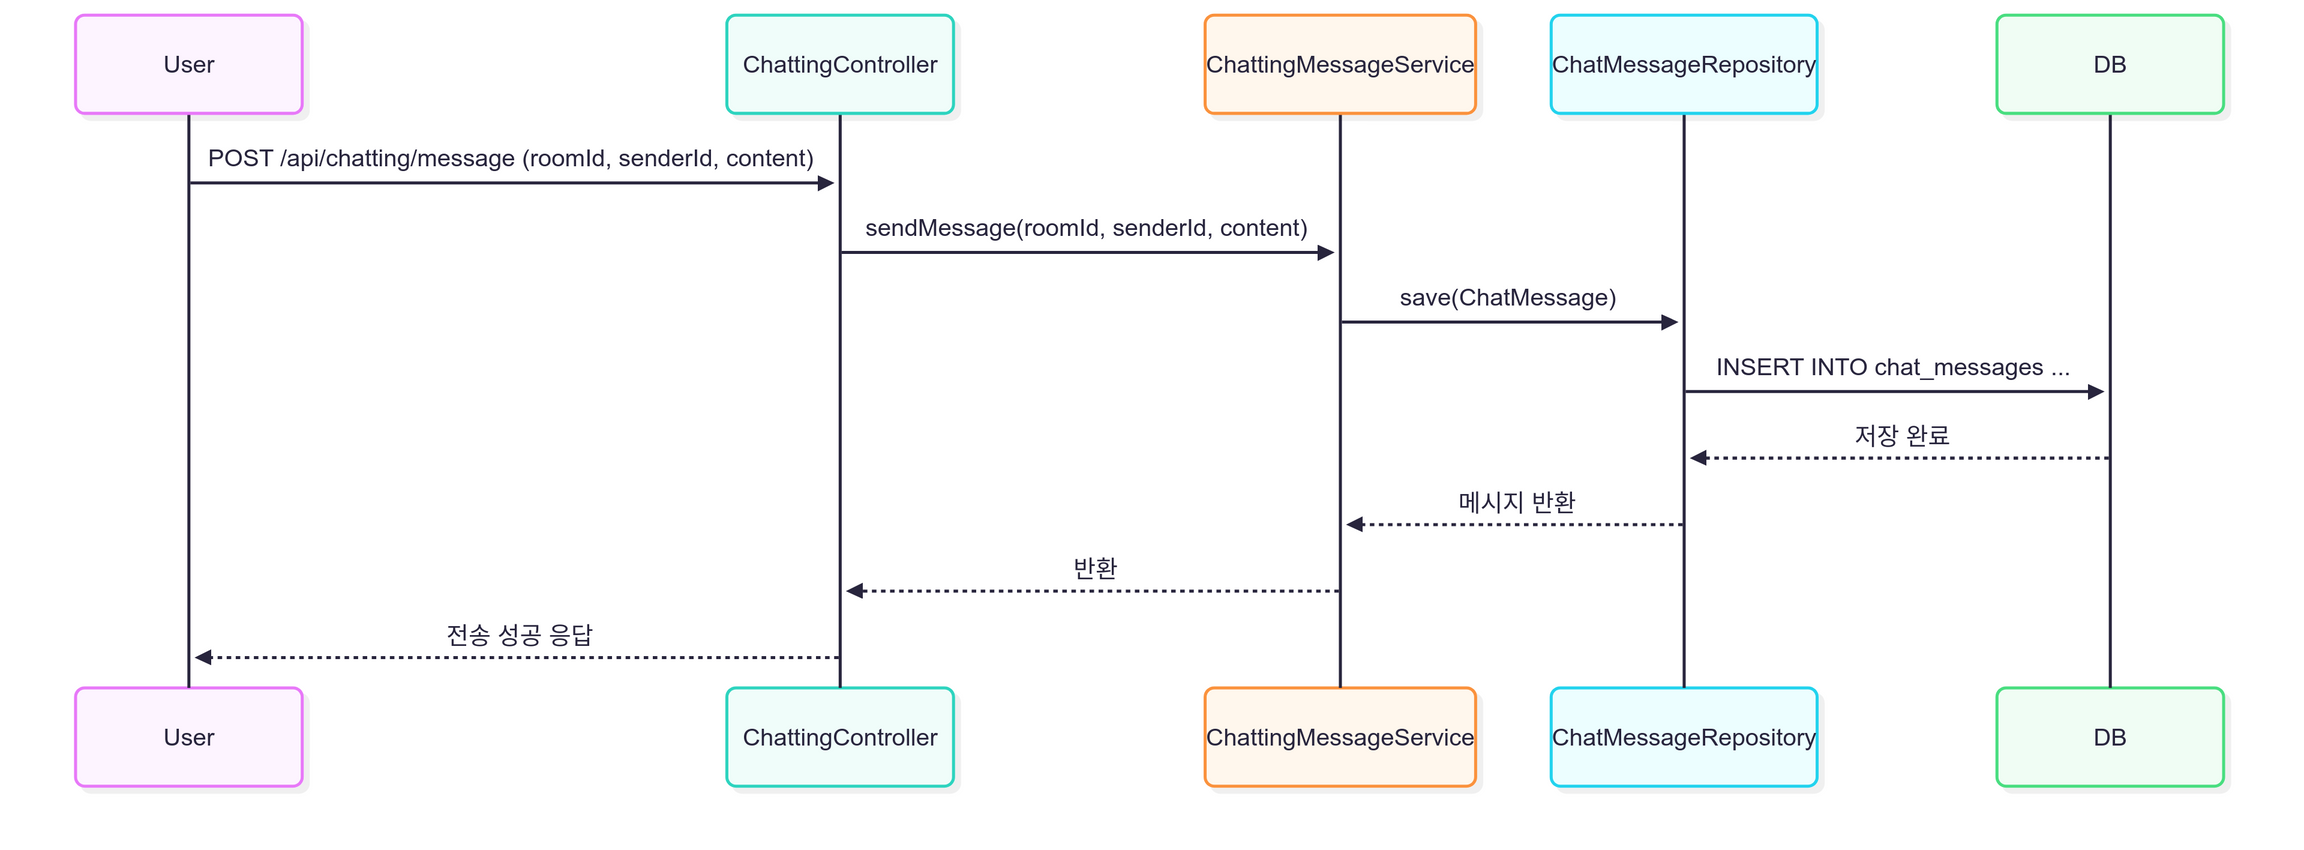 User
ChattingController
ChattingMessageService
ChatMessageRepository
DB
POST /api/chatting/message (roomId, senderId, content)
sendMessage(roomId, senderId, content)
save(ChatMessage)
INSERT INTO chat_messages ...
저장 완료
메시지 반환
반환
전송 성공 응답
User
ChattingController
ChattingMessageService
ChatMessageRepository
DB